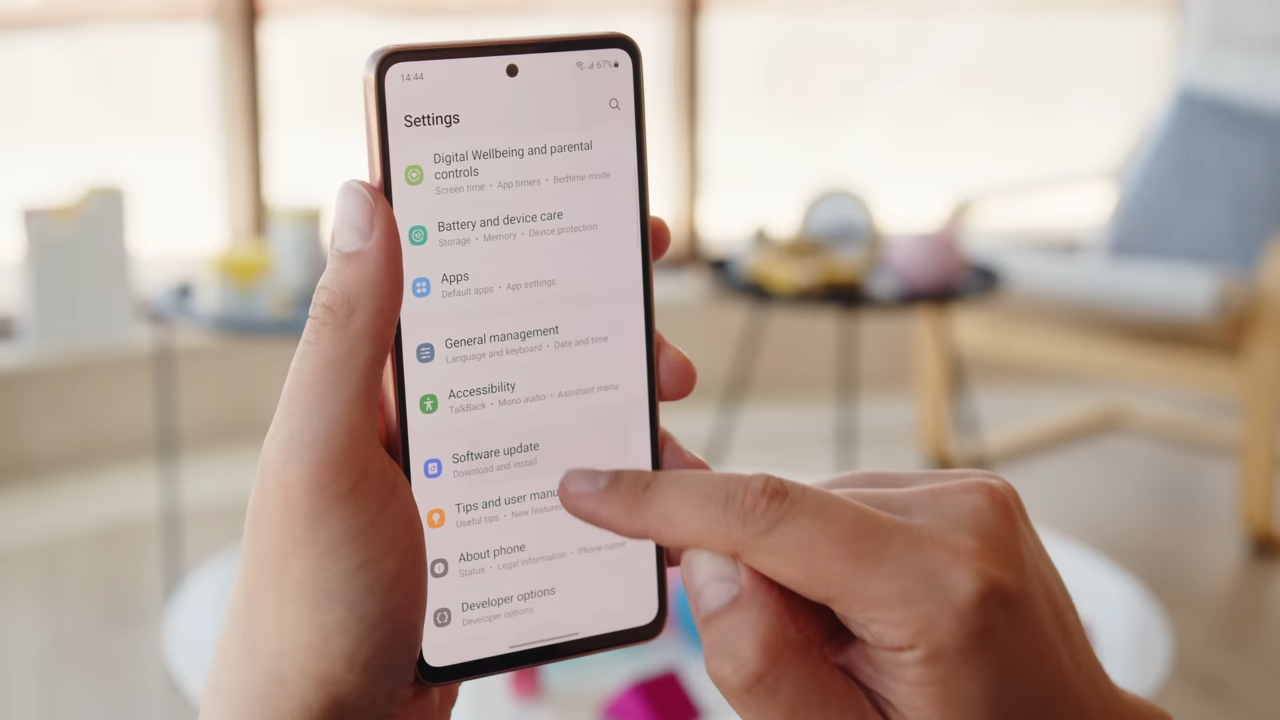 14:44
67%
Settings
Digital Wellbeing and parental
controls
Screen time • App timers • Bedtime mode
Battery and device care
Storage • Memory • Device protection
Apps
Default apps • App settings
General management
Language and keyboard • Date and time
Accessibility
TalkBack • Mono audio • Assistant menu
Software update
Download and install
Tips and user manu
Useful tips • New feature
About phone
Status • Legal information • Phone name
Developer options
Developer options